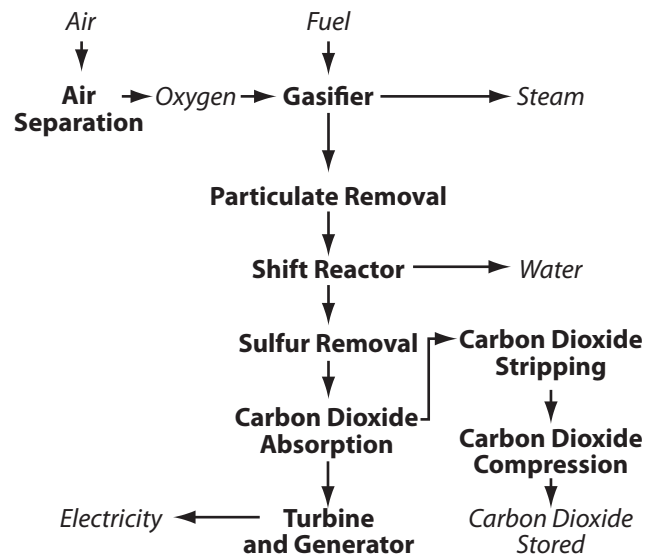 Air
Fuel
Air
Separation
Oxygen
Gasifier
Steam
Particulate Removal
Shift Reactor
Water
Sulfur Removal
Carbon Dioxide
Stripping
Carbon Dioxide
Absorption
Carbon Dioxide
Compression
Electricity
Turbine
and Generator
Carbon Dioxide
Stored